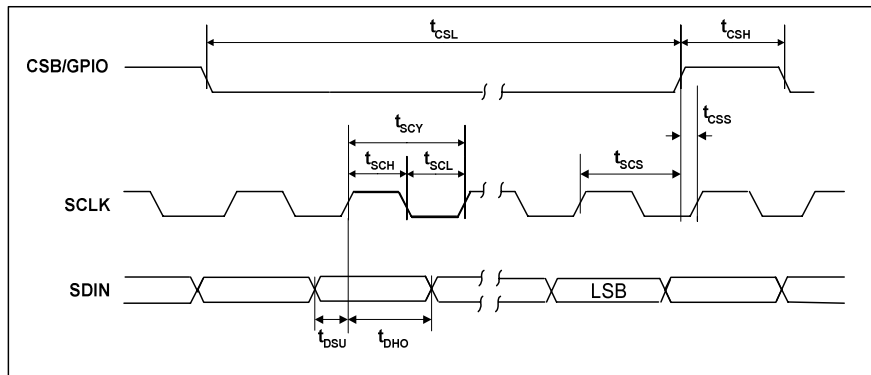 tCSL
tCSH
CSB/GPIO
tCSS
tSCY
tSCH
tSCL
tSCS
SCLK
SDIN
LSB
tDSU
tDHO